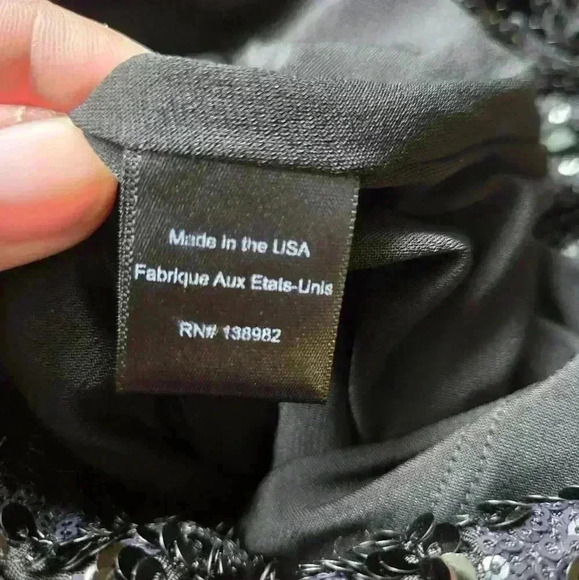 Made in the USA
Fabrique Aux Etats-Unis
RN# 138982